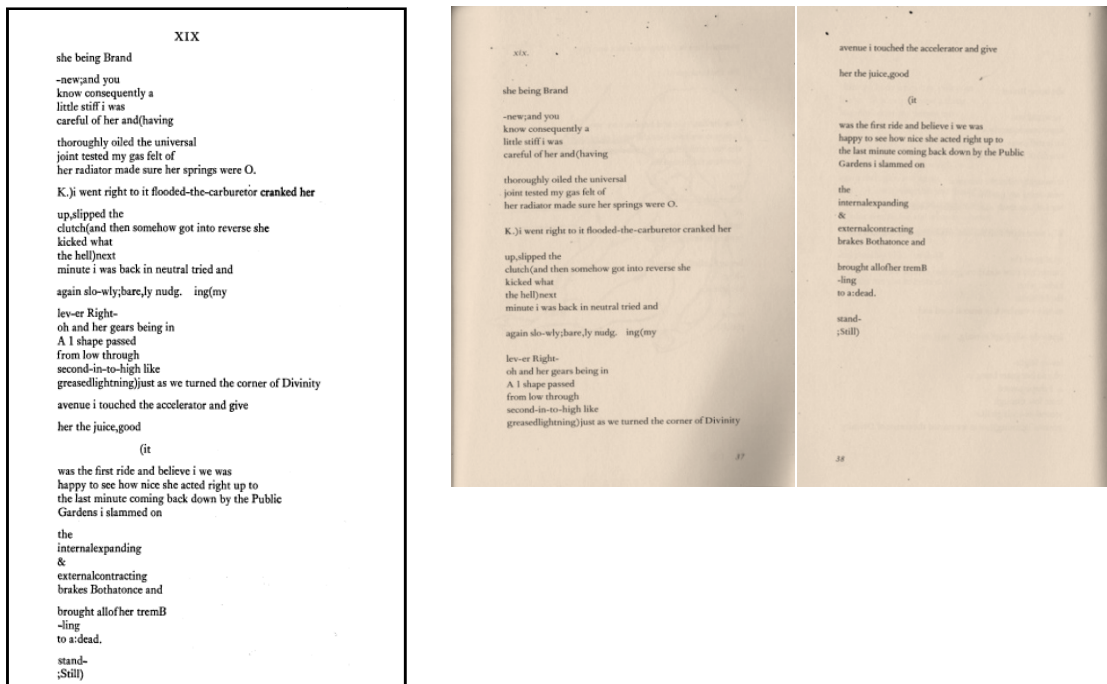 XIX
she being Brand
-new;and you
know consequently a
little stiff i was
careful of her and(having
thoroughly oiled the universal
joint tested my gas felt of
her radiator made sure her springs were O.
K.)i went right to it flooded-the-carburetor cranked her
up,slipped the
clutch(and then somehow got into reverse she
kicked what
the hell)next
minute i was back in neutral tried and
again slo-wly;bare,ly nudg. ing(my
lev-er Right-
oh and her gears being in
A 1 shape passed
from low through
second-in-to-high like
greasedlightning)just as we turned the corner of Divinity
avenue i touched the accelerator and give
her the juice,good
(it
was the first ride and believe i we was
happy to see how nice she acted right up to
the last minute coming back down by the Public
Gardens i slammed on
the
internalexpanding
&
externalcontracting
brakes Bothatonce and
brought allofher tremB
-ling
to a:dead.
stand-
;Still)
xix.
she being Brand
-new;and you
know consequently a
little stiff i was
careful of her and(having
thoroughly oiled the universal
joint tested my gas felt of
her radiator made sure her springs were O.
K.)i went right to it flooded-the-carburetor cranked her
up,slipped the
clutch(and then somehow got into reverse she
kicked what
the hell)next
minute i was back in neutral tried and
again slo-wly;bare,ly nudg. ing(my
lev-er Right-
oh and her gears being in
A 1 shape passed
from low through
second-in-to-high like
greasedlightning)just as we turned the corner of Divinity
37
avenue i touched the accelerator and give
her the juice,good
(it
was the first ride and believe i we was
happy to see how nice she acted right up to
the last minute coming back down by the Public
Gardens i slammed on
the
internalexpanding
&
externalcontracting
brakes Bothatonce and
brought allofher tremB
-ling
to a:dead.
stand-
;Still)
38